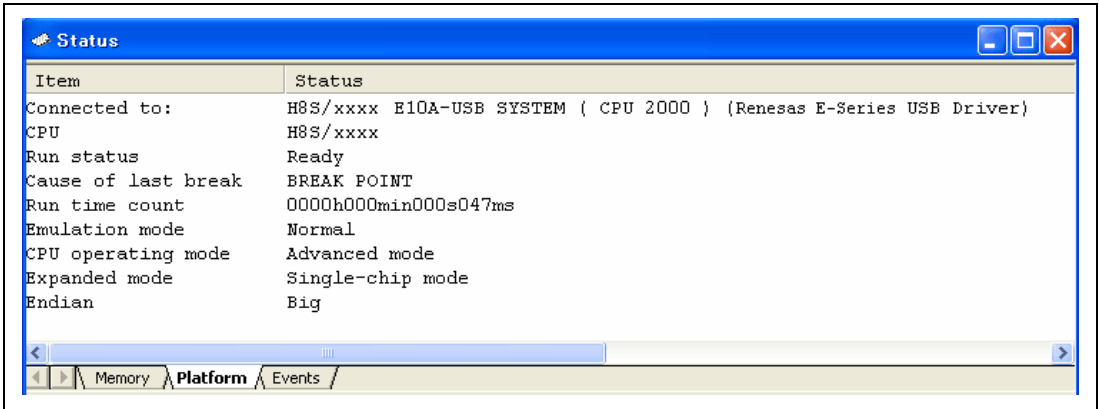 Status
Item Status
Connected to: H8S/xxxx E10A-USB SYSTEM ( CPU 2000 ) (Renesas E-Series USB Driver)
CPU H8S/xxxx
Run status Ready
Cause of last break BREAK POINT
Run time count 0000h000min000s047ms
Emulation mode Normal
CPU operating mode Advanced mode
Expanded mode Single-chip mode
Endian Big
Memory Platform Events